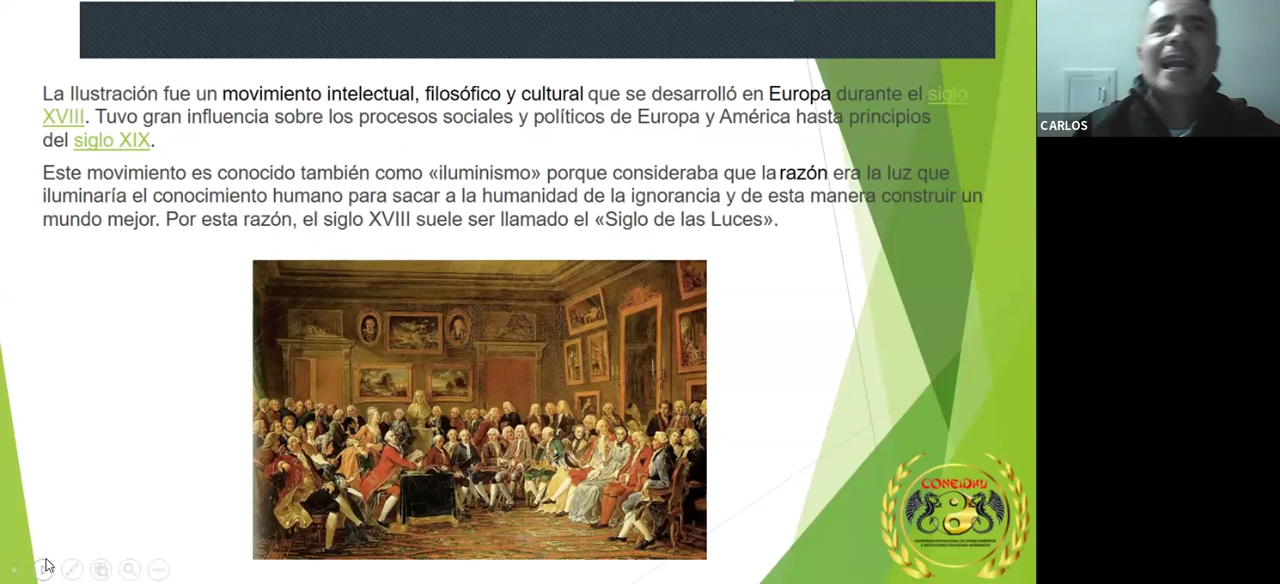 La Ilustración fue un movimiento intelectual, filosófico y cultural que se desarrolló en Europa durante el siglo
XVIII. Tuvo gran influencia sobre los procesos sociales y políticos de Europa y América hasta principios
del siglo XIX.
Este movimiento es conocido también como «iluminismo» porque consideraba que la razón era la luz que
iluminaría el conocimiento humano para sacar a la humanidad de la ignorancia y de esta manera construir un
mundo mejor. Por esta razón, el siglo XVIII suele ser llamado el «Siglo de las Luces».
CARLOS
CONEIDHU